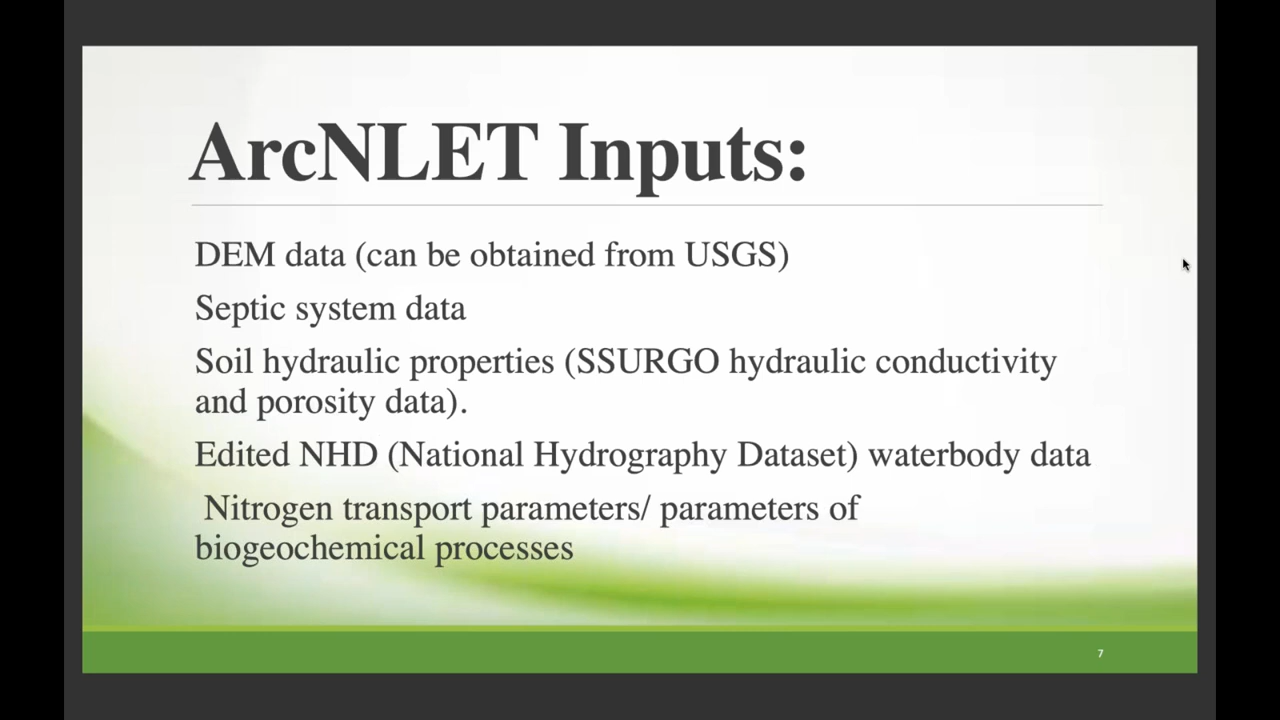 ArcNLET Inputs:
DEM data (can be obtained from USGS)
Septic system data
Soil hydraulic properties (SSURGO hydraulic conductivity
and porosity data).
Edited NHD (National Hydrography Dataset) waterbody data
Nitrogen transport parameters/ parameters of
biogeochemical processes
7